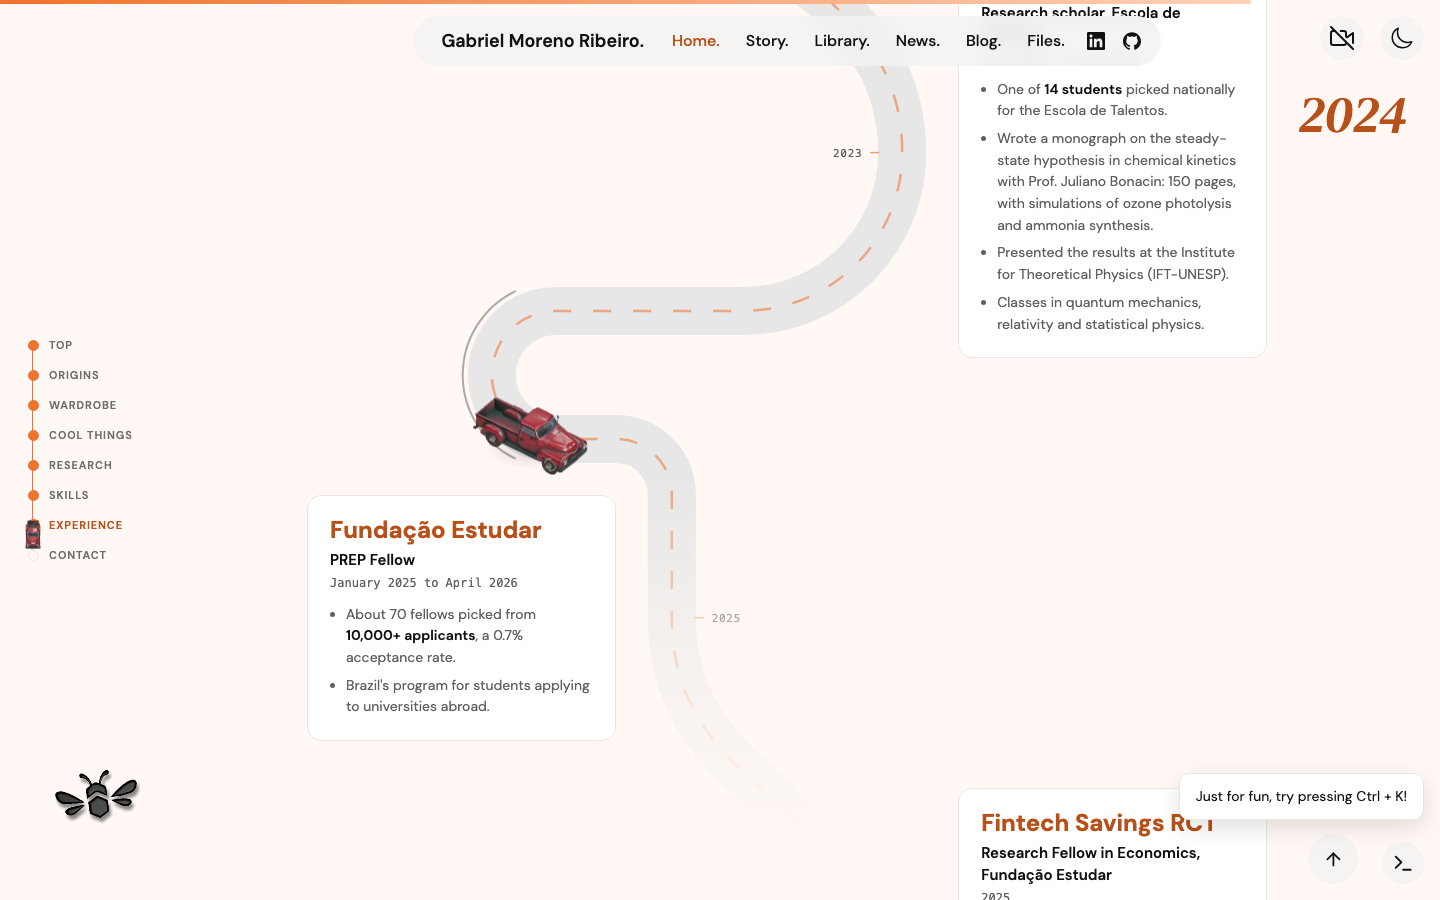 Research scholar, Escola de
Gabriel Moreno Ribeiro.
Home.
Story.
Library.
News.
Blog.
Files.
2024
One of 14 students picked nationally
for the Escola de Talentos.
Wrote a monograph on the steady-
state hypothesis in chemical kinetics
with Prof. Juliano Bonacin: 150 pages,
with simulations of ozone photolysis
and ammonia synthesis.
Presented the results at the Institute
for Theoretical Physics (IFT-UNESP).
Classes in quantum mechanics,
relativity and statistical physics.
2023
TOP
ORIGINS
WARDROBE
COOL THINGS
RESEARCH
SKILLS
EXPERIENCE
CONTACT
Fundação Estudar
PREP Fellow
January 2025 to April 2026
About 70 fellows picked from
10,000+ applicants, a 0.7%
acceptance rate.
Brazil's program for students applying
to universities abroad.
2025
Just for fun, try pressing Ctrl + K!
Fintech Savings RCT
Research Fellow in Economics,
Fundação Estudar
2025